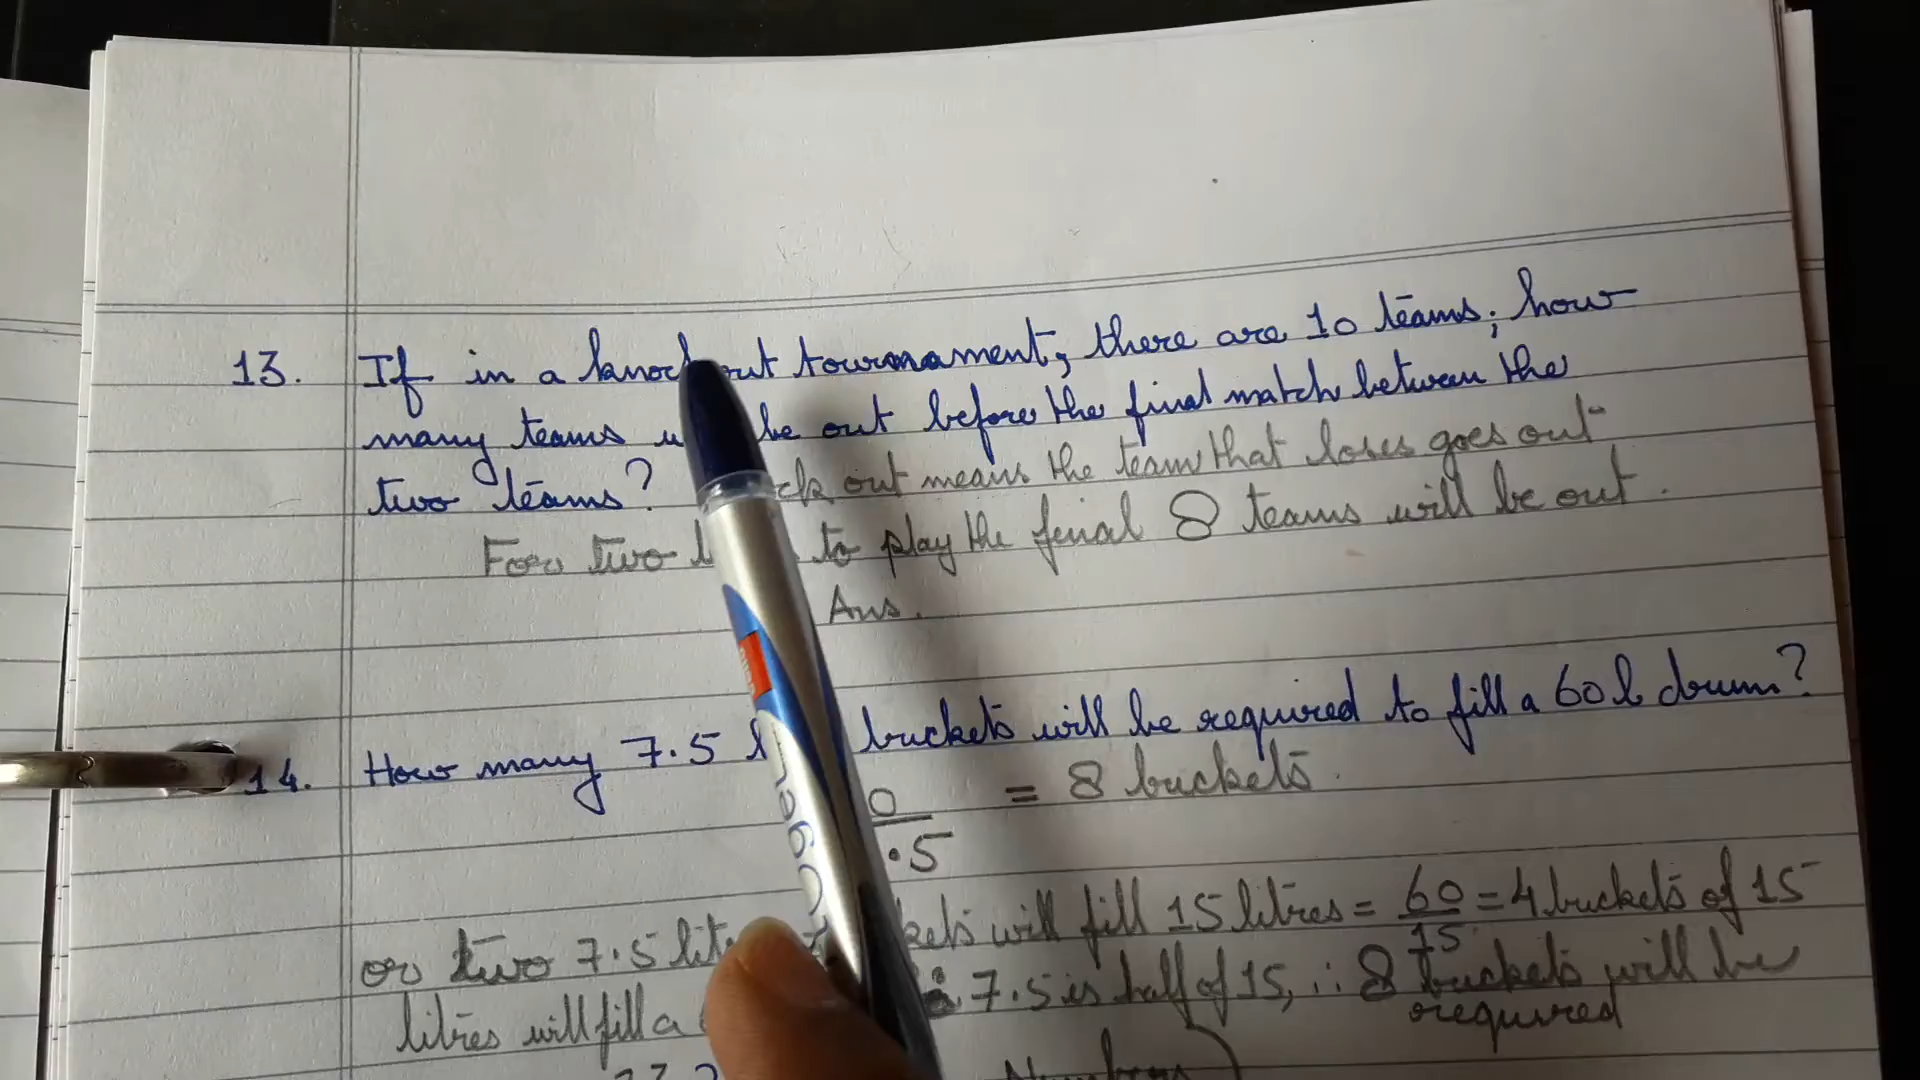 13. If in a knockout tournament, there are 10 teams; how
many teams be out before the final match between the
two teams? out means the team that loses goes out
For two to play the final 8 teams will be out.
Ans.
14. How many 7.5 l buckets will be required to fill a 60 l drum?
= 8 buckets.
.5
or two 7.5 will fill 15 litres = 60/15 = 4 buckets of 15
litres will fill a 7.5 is half of 15, ∴ 8 buckets will be
required